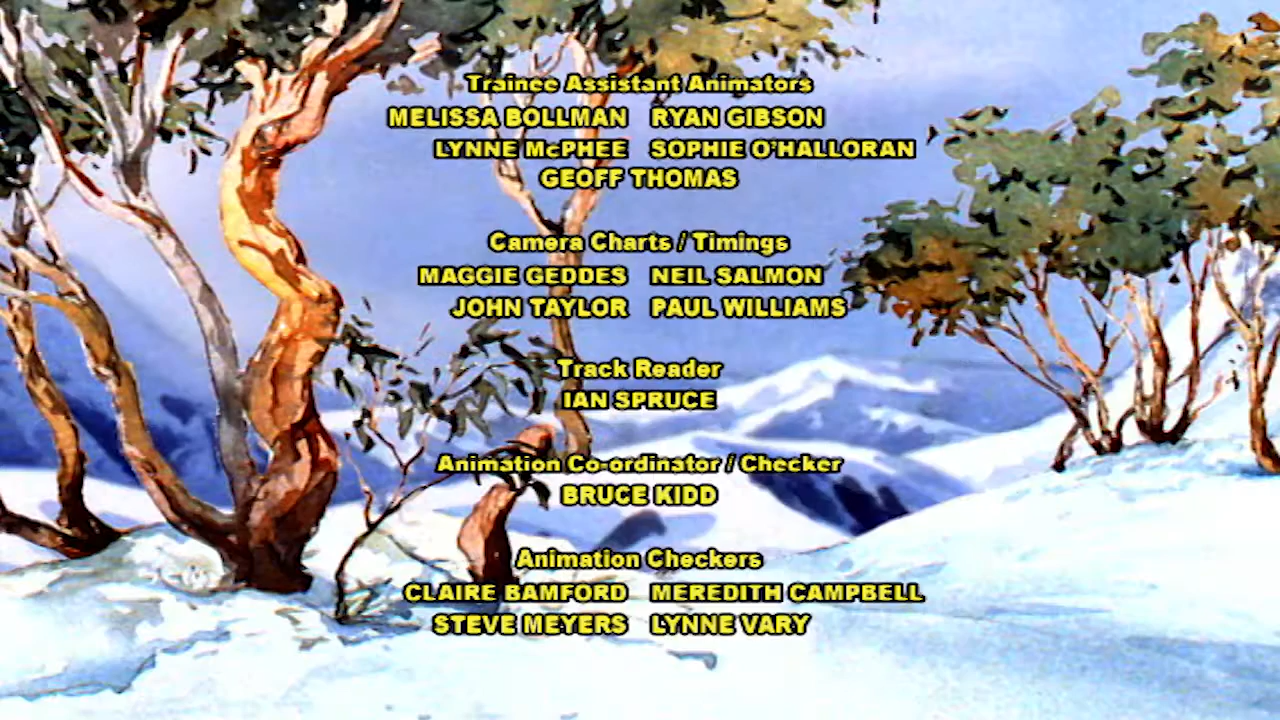 Trainee Assistant Animators
MELISSA BOLLMAN RYAN GIBSON
LYNNE McPHEE SOPHIE O'HALLORAN
GEOFF THOMAS
Camera Charts / Timings
MAGGIE GEDDES NEIL SALMON
JOHN TAYLOR PAUL WILLIAMS
Track Reader
IAN SPRUCE
Animation Co-ordinator / Checker
BRUCE KIDD
Animation Checkers
CLAIRE BAMFORD MEREDITH CAMPBELL
STEVE MEYERS LYNNE VARY